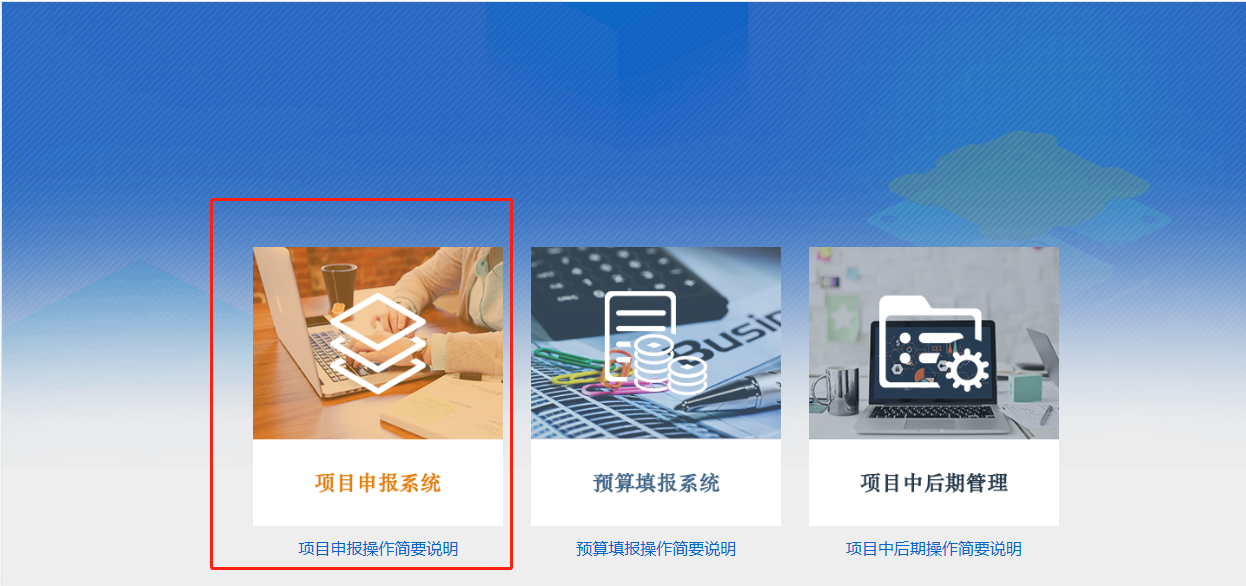 Busin
项目申报系统
预算填报系统
项目中后期管理
项目申报操作简要说明
预算填报操作简要说明
项目中后期操作简要说明